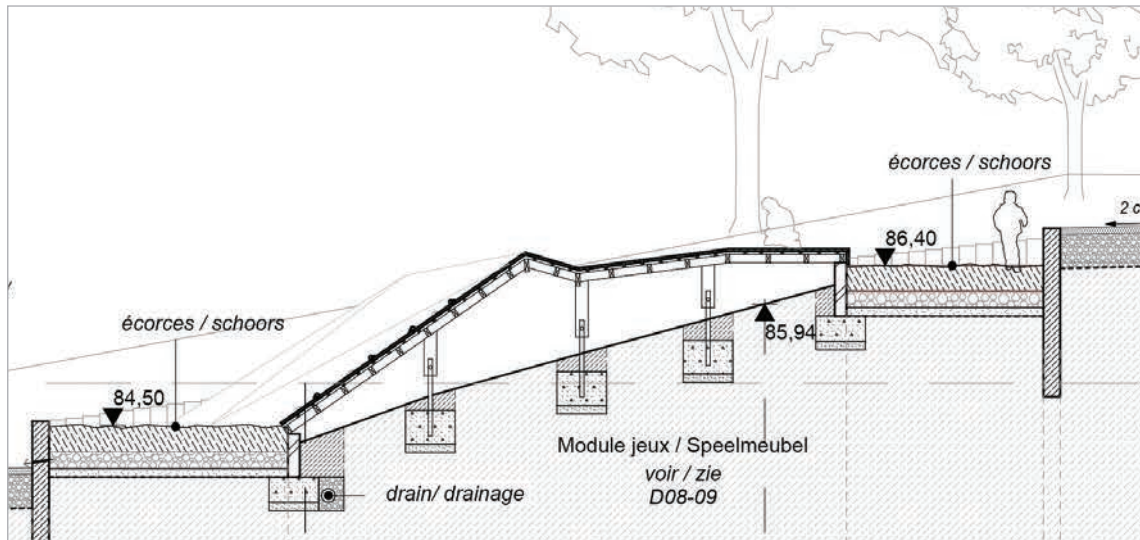 écorces / schoors
2 c
86,40
écorces / schoors
85,94
84,50
Module jeux / Speelmeubel
voir / zie
D08-09
drain/ drainage